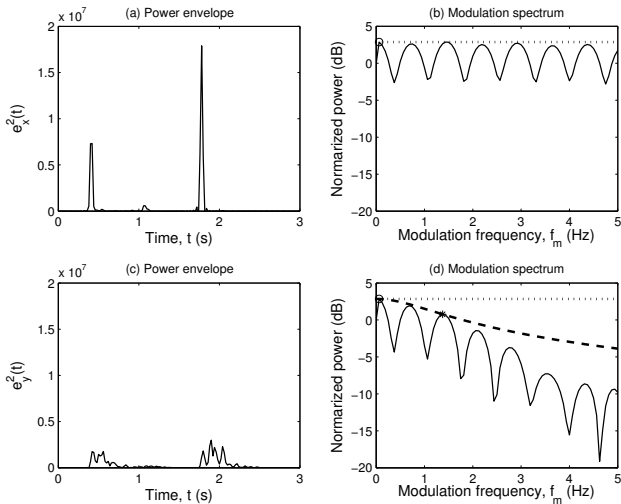 (a) Power envelope
x 10^7
2
1.5
1
0.5
0
e_x^2(t)
0 1 2 3
Time, t (s)
(b) Modulation spectrum
5
0
−5
−10
−15
−20
Normarized power (dB)
0 1 2 3 4 5
Modulation frequency, f_m (Hz)
(c) Power envelope
x 10^7
2
1.5
1
0.5
0
e_y^2(t)
0 1 2 3
Time, t (s)
(d) Modulation spectrum
5
0
−5
−10
−15
−20
Normarized power (dB)
0 1 2 3 4 5
Modulation frequency, f_m (Hz)